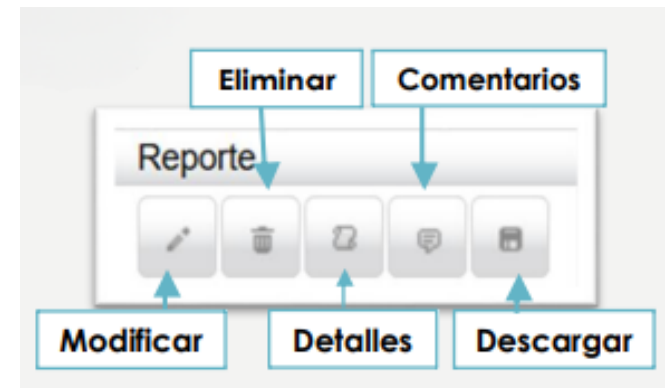 Eliminar
Comentarios
Reporte
Modificar
Detalles
Descargar